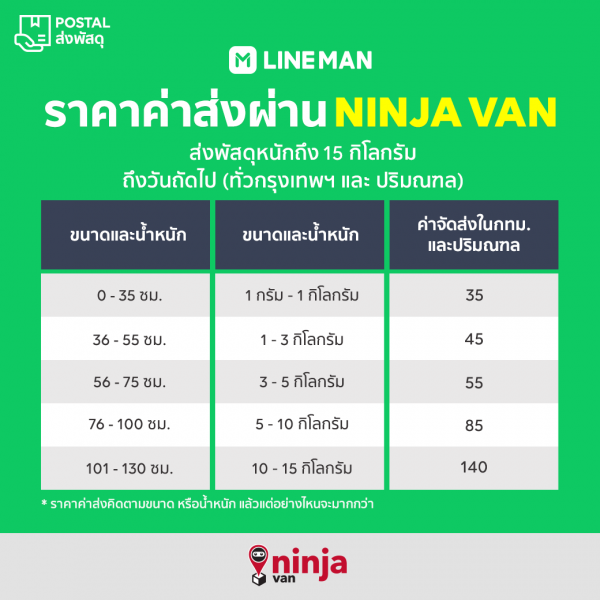 POSTAL
ส่งพัสดุ
LINE MAN
ราคาค่าส่งผ่าน NINJA VAN
ส่งพัสดุหนักถึง 15 กิโลกรัม
ถึงวันถัดไป (ทั่วกรุงเทพฯ และ ปริมณฑล)
ขนาดและน้ำหนัก ขนาดและน้ำหนัก ค่าจัดส่งในกทม.
และปริมณฑล
0 - 35 ซม. 1 กรัม - 1 กิโลกรัม 35
36 - 55 ซม. 1 - 3 กิโลกรัม 45
56 - 75 ซม. 3 - 5 กิโลกรัม 55
76 - 100 ซม. 5 - 10 กิโลกรัม 85
101 - 130 ซม. 10 - 15 กิโลกรัม 140
* ราคาค่าส่งคิดตามขนาด หรือน้ำหนัก แล้วแต่อย่างไหนจะมากกว่า
ninja
van